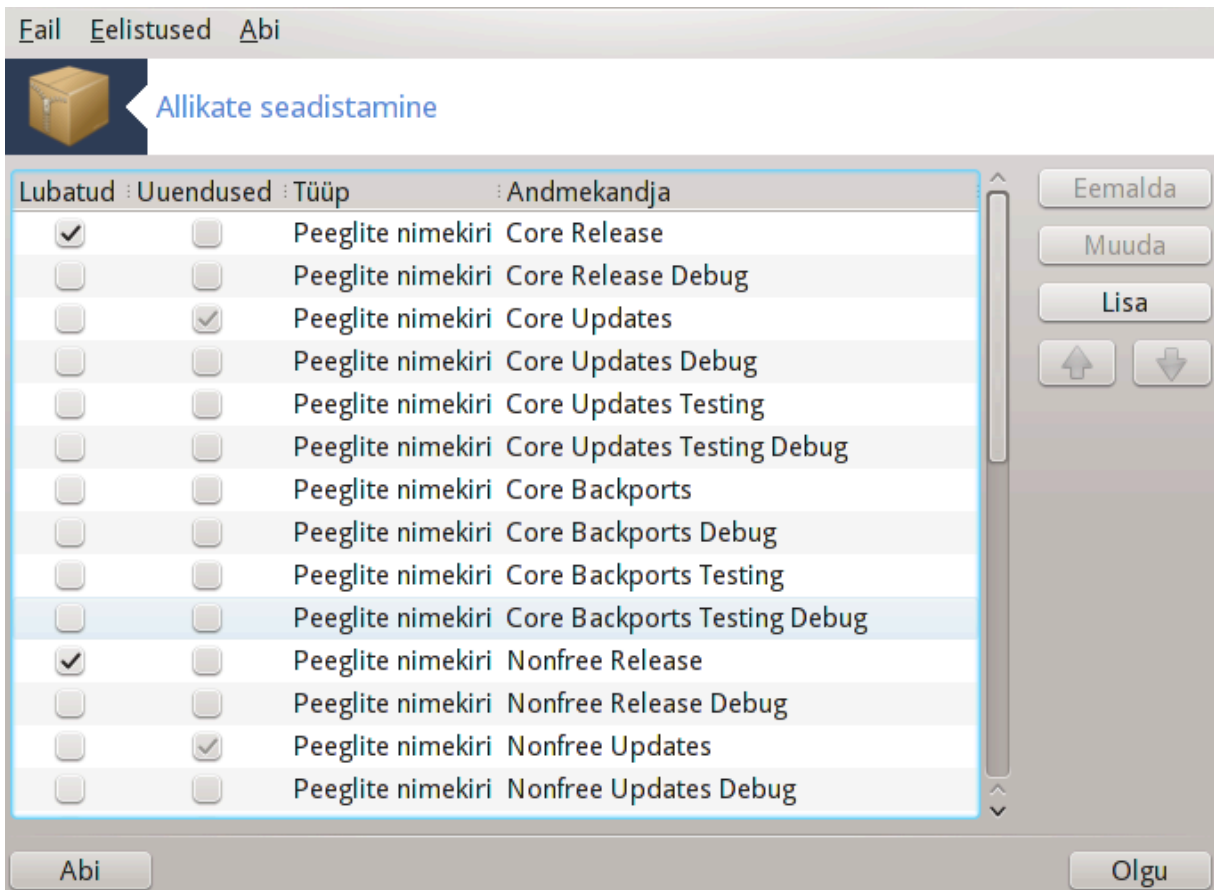 Fail Eelistused Abi
Allikate seadistamine
Lubatud Uuendused Tüüp Andmekandja
Peeglite nimekiri Core Release
Peeglite nimekiri Core Release Debug
Peeglite nimekiri Core Updates
Peeglite nimekiri Core Updates Debug
Peeglite nimekiri Core Updates Testing
Peeglite nimekiri Core Updates Testing Debug
Peeglite nimekiri Core Backports
Peeglite nimekiri Core Backports Debug
Peeglite nimekiri Core Backports Testing
Peeglite nimekiri Core Backports Testing Debug
Peeglite nimekiri Nonfree Release
Peeglite nimekiri Nonfree Release Debug
Peeglite nimekiri Nonfree Updates
Peeglite nimekiri Nonfree Updates Debug
Eemalda
Muuda
Lisa
Abi
Olgu